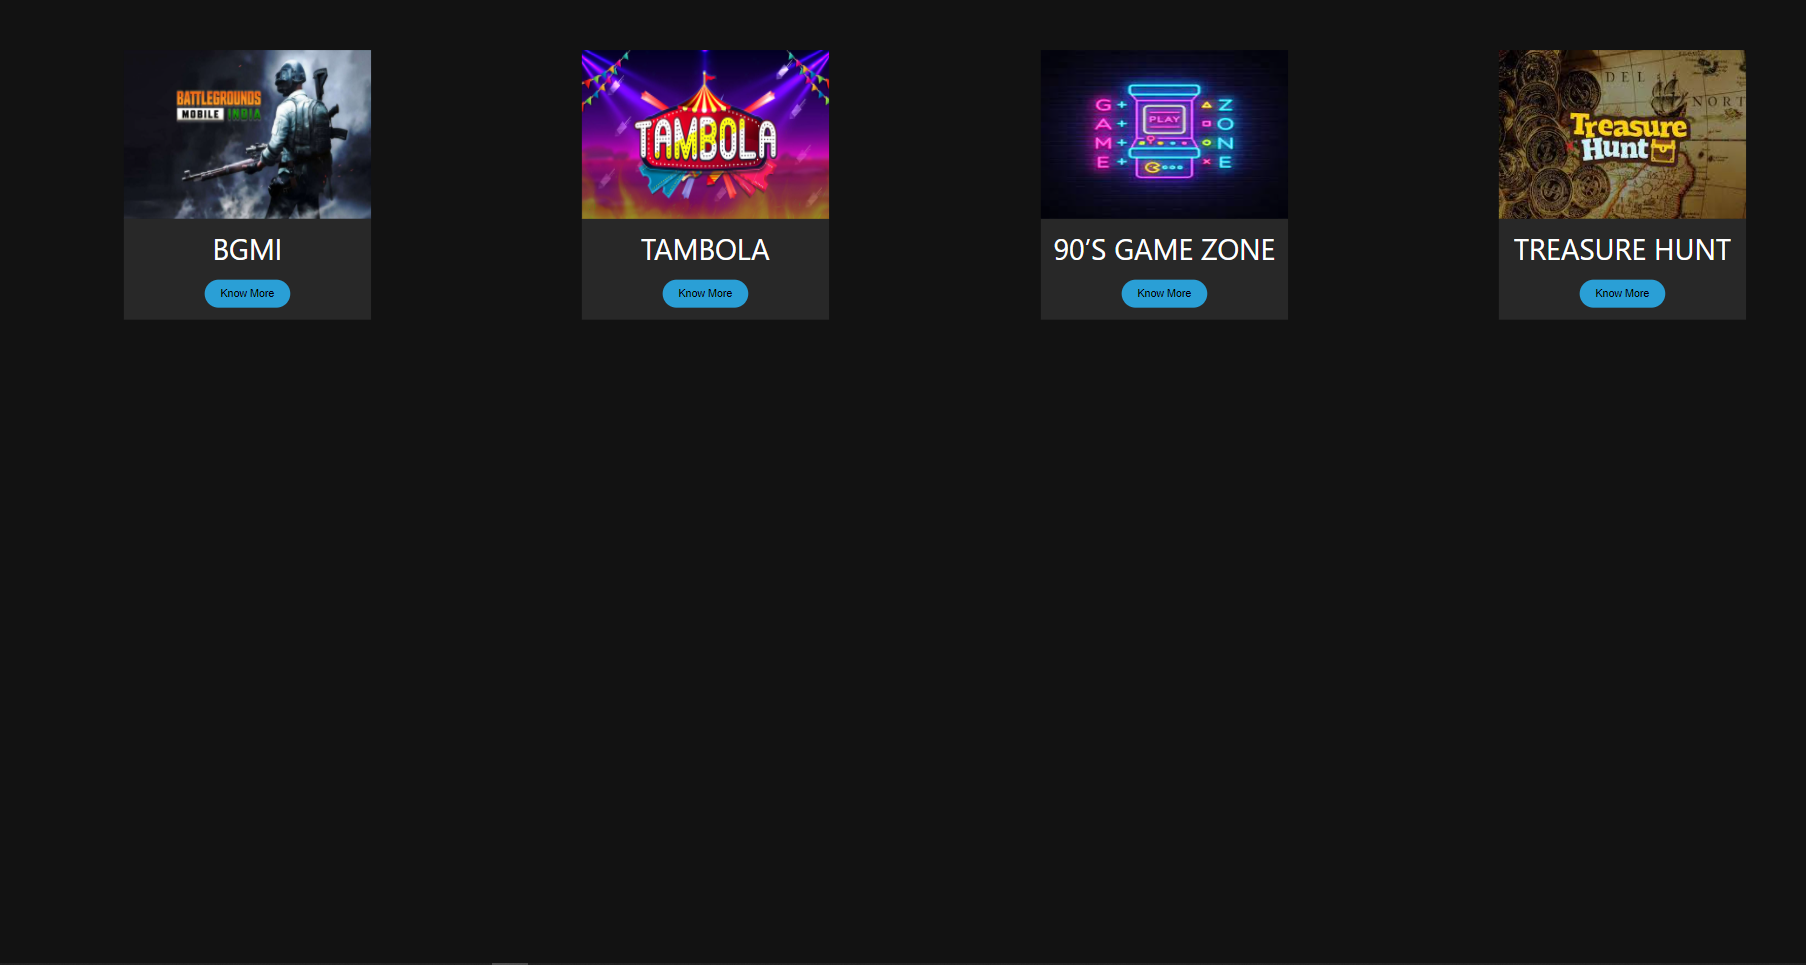 BATTLEGROUNDS
MOBILE INDIA
BGMI
Know More
TAMBOLA
TAMBOLA
Know More
GAME
PLAY
ZONE
90’S GAME ZONE
Know More
DEL
NORT
Treasure
Hunt
TREASURE HUNT
Know More